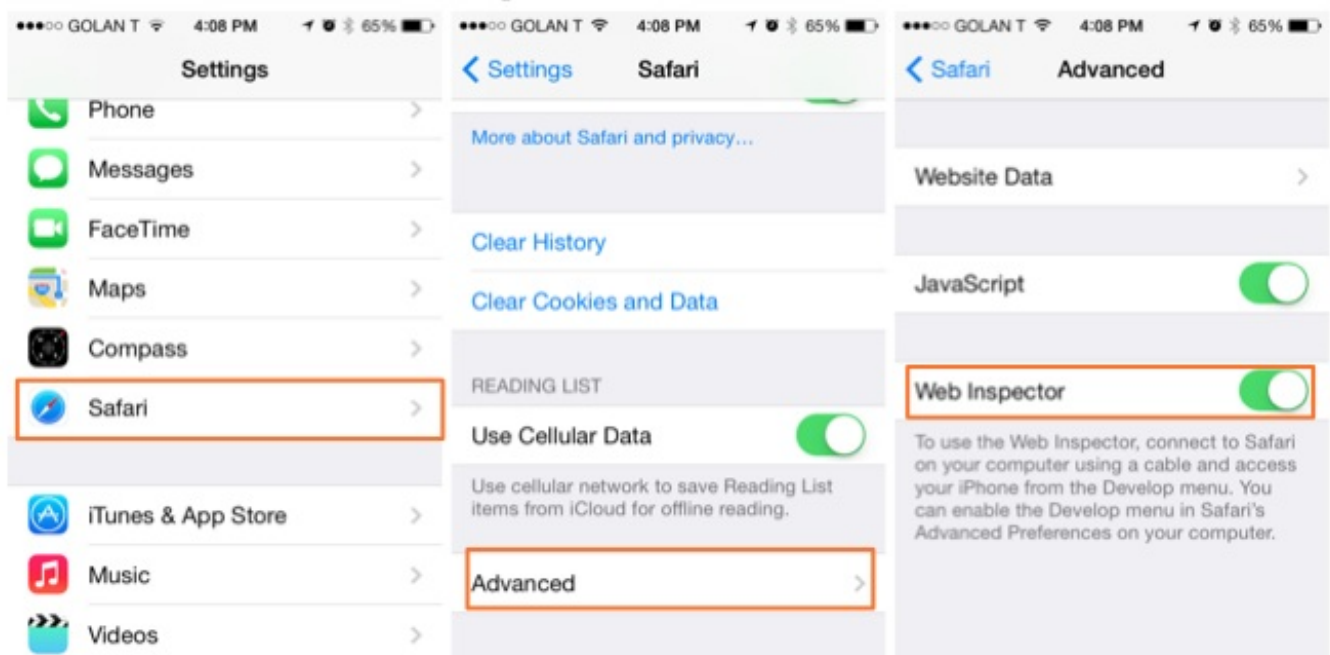 GOLAN T 4:08 PM 65%
Settings
Phone
Messages
FaceTime
Maps
Compass
Safari
iTunes & App Store
Music
Videos
GOLAN T 4:08 PM 65%
Settings Safari
More about Safari and privacy...
Clear History
Clear Cookies and Data
READING LIST
Use Cellular Data
Use cellular network to save Reading List
items from iCloud for offline reading.
Advanced
GOLAN T 4:08 PM 65%
Safari Advanced
Website Data
JavaScript
Web Inspector
To use the Web Inspector, connect to Safari
on your computer using a cable and access
your iPhone from the Develop menu. You
can enable the Develop menu in Safari's
Advanced Preferences on your computer.